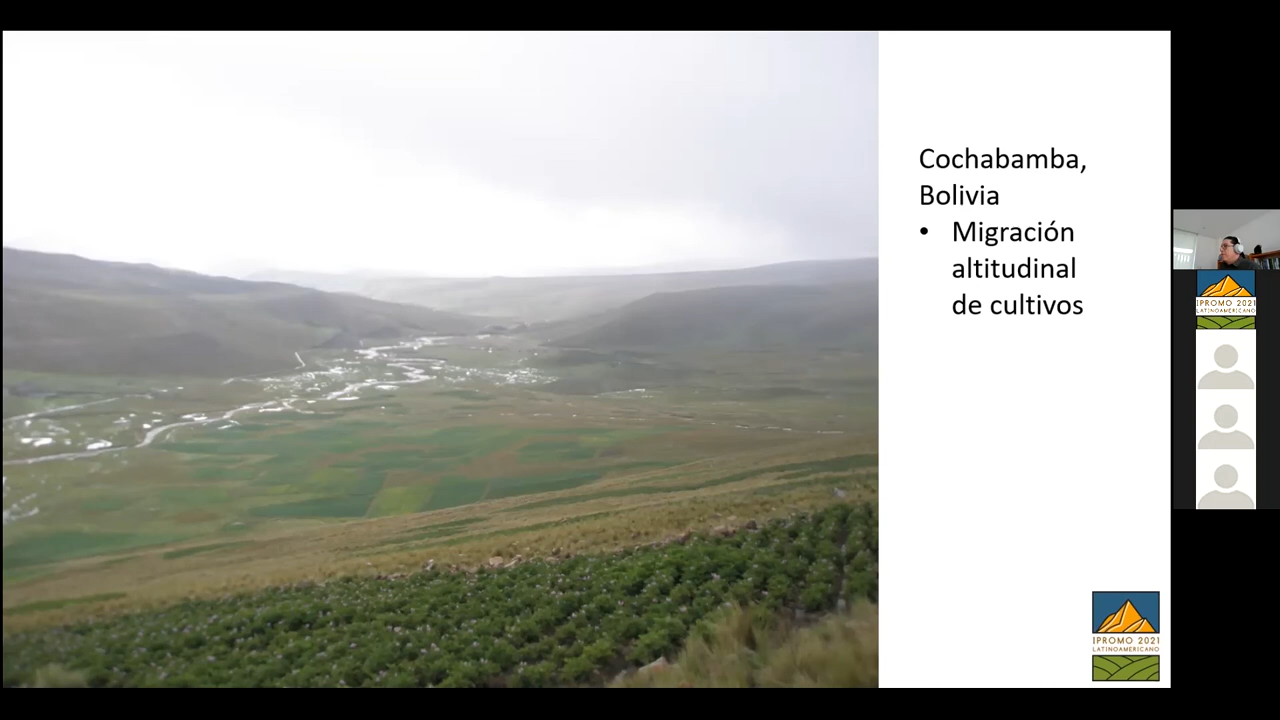 Cochabamba,
Bolivia
• Migración
altitudinal
de cultivos
IPROMO 2021
LATINOAMERICANO
IPROMO 2021
LATINOAMERICANO